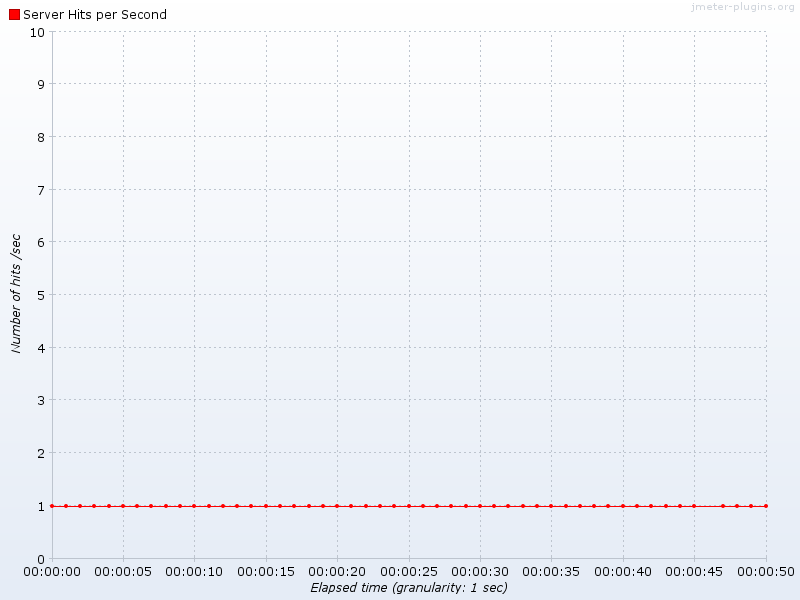 jmeter-plugins.org
Server Hits per Second
10
9
8
7
6
5
4
3
2
1
0
Number of hits /sec
00:00:00 00:00:05 00:00:10 00:00:15 00:00:20 00:00:25 00:00:30 00:00:35 00:00:40 00:00:45 00:00:50
Elapsed time (granularity: 1 sec)